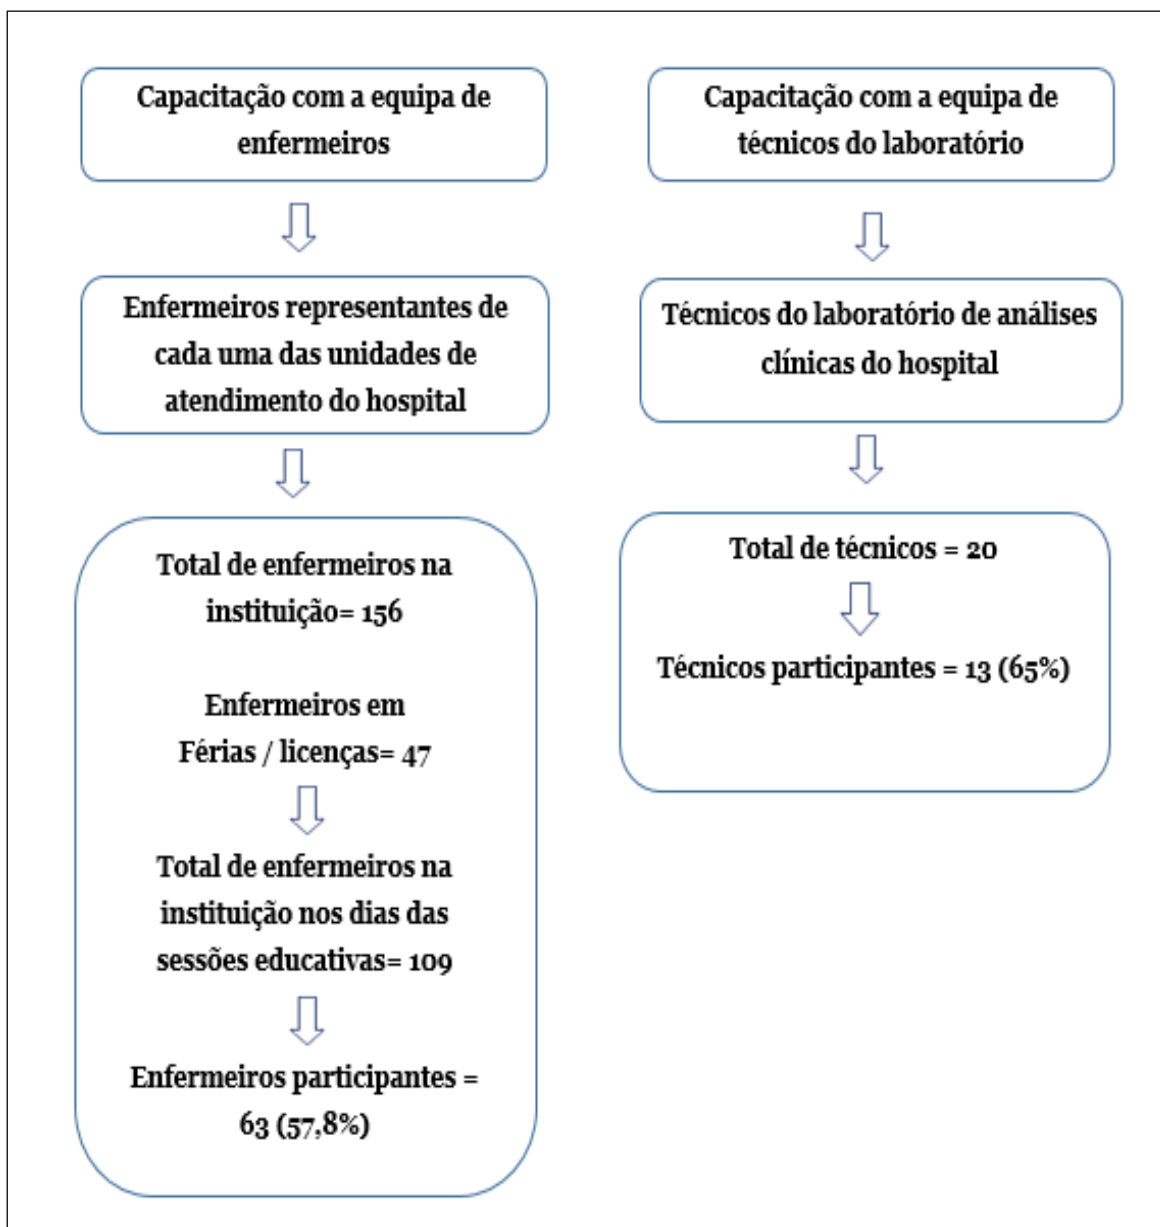 Capacitação com a equipa de
enfermeiros
Enfermeiros representantes de
cada uma das unidades de
atendimento do hospital
Total de enfermeiros na
instituição= 156
Enfermeiros em
Férias / licenças= 47
Total de enfermeiros na
instituição nos dias das
sessões educativas= 109
Enfermeiros participantes =
63 (57,8%)
Capacitação com a equipa de
técnicos do laboratório
Técnicos do laboratório de análises
clínicas do hospital
Total de técnicos = 20
Técnicos participantes = 13 (65%)